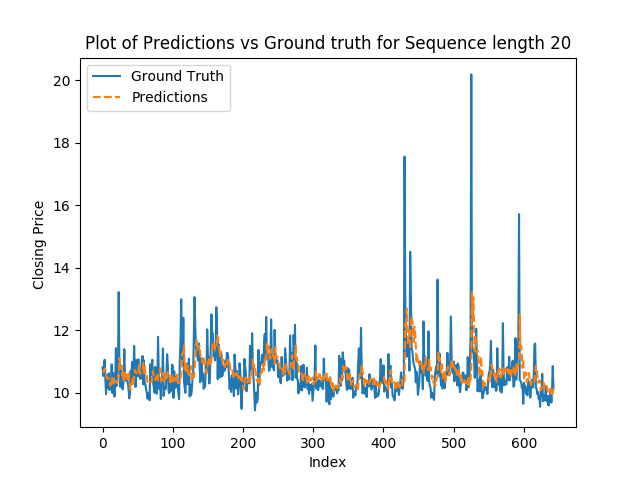 Plot of Predictions vs Ground truth for Sequence length 20
Ground Truth
Predictions
20
18
16
14
12
10
Closing Price
0 100 200 300 400 500 600
Index